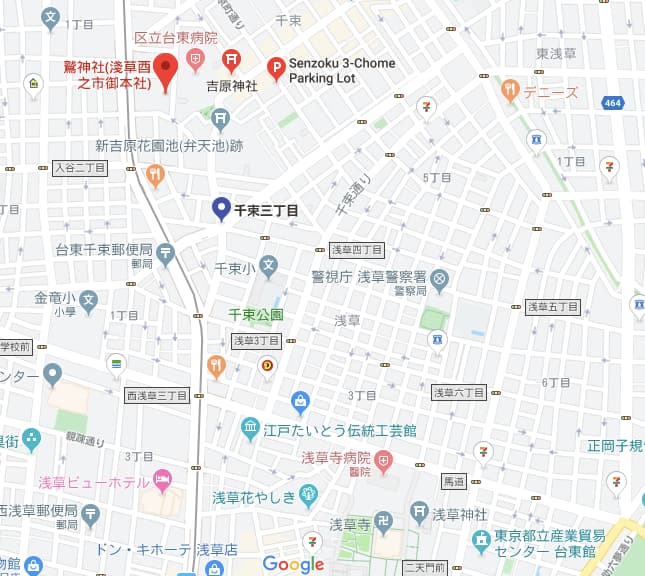 千束
区立台東病院
鷲神社(浅草酉
之市御本社)
吉原神社
Senzoku 3-Chome
Parking Lot
東浅草
デニーズ
464
新吉原花園池(弁天池)跡
入谷二丁目
1丁目
5丁目
千束通り
千束三丁目
台東千束郵便局
郵局
千束小
浅草四丁目
警視庁 浅草警察署
警察局
金竜小
小學
1丁目
千束公園
浅草
浅草五丁目
浅草3丁目
学校前
ンター
西浅草三丁目
3丁目
浅草六丁目
6丁目
江戸たいとう伝統工芸館
観蔵通り
具街
3丁目
浅草寺病院
醫院
馬道
正岡子規
浅草ビューホテル
浅草花やしき
西浅草郵便局
郵局
浅草寺
浅草神社
東京都立産業貿易
センター 台東館
ドン・キホーテ 浅草店
Google
二天門前
物館